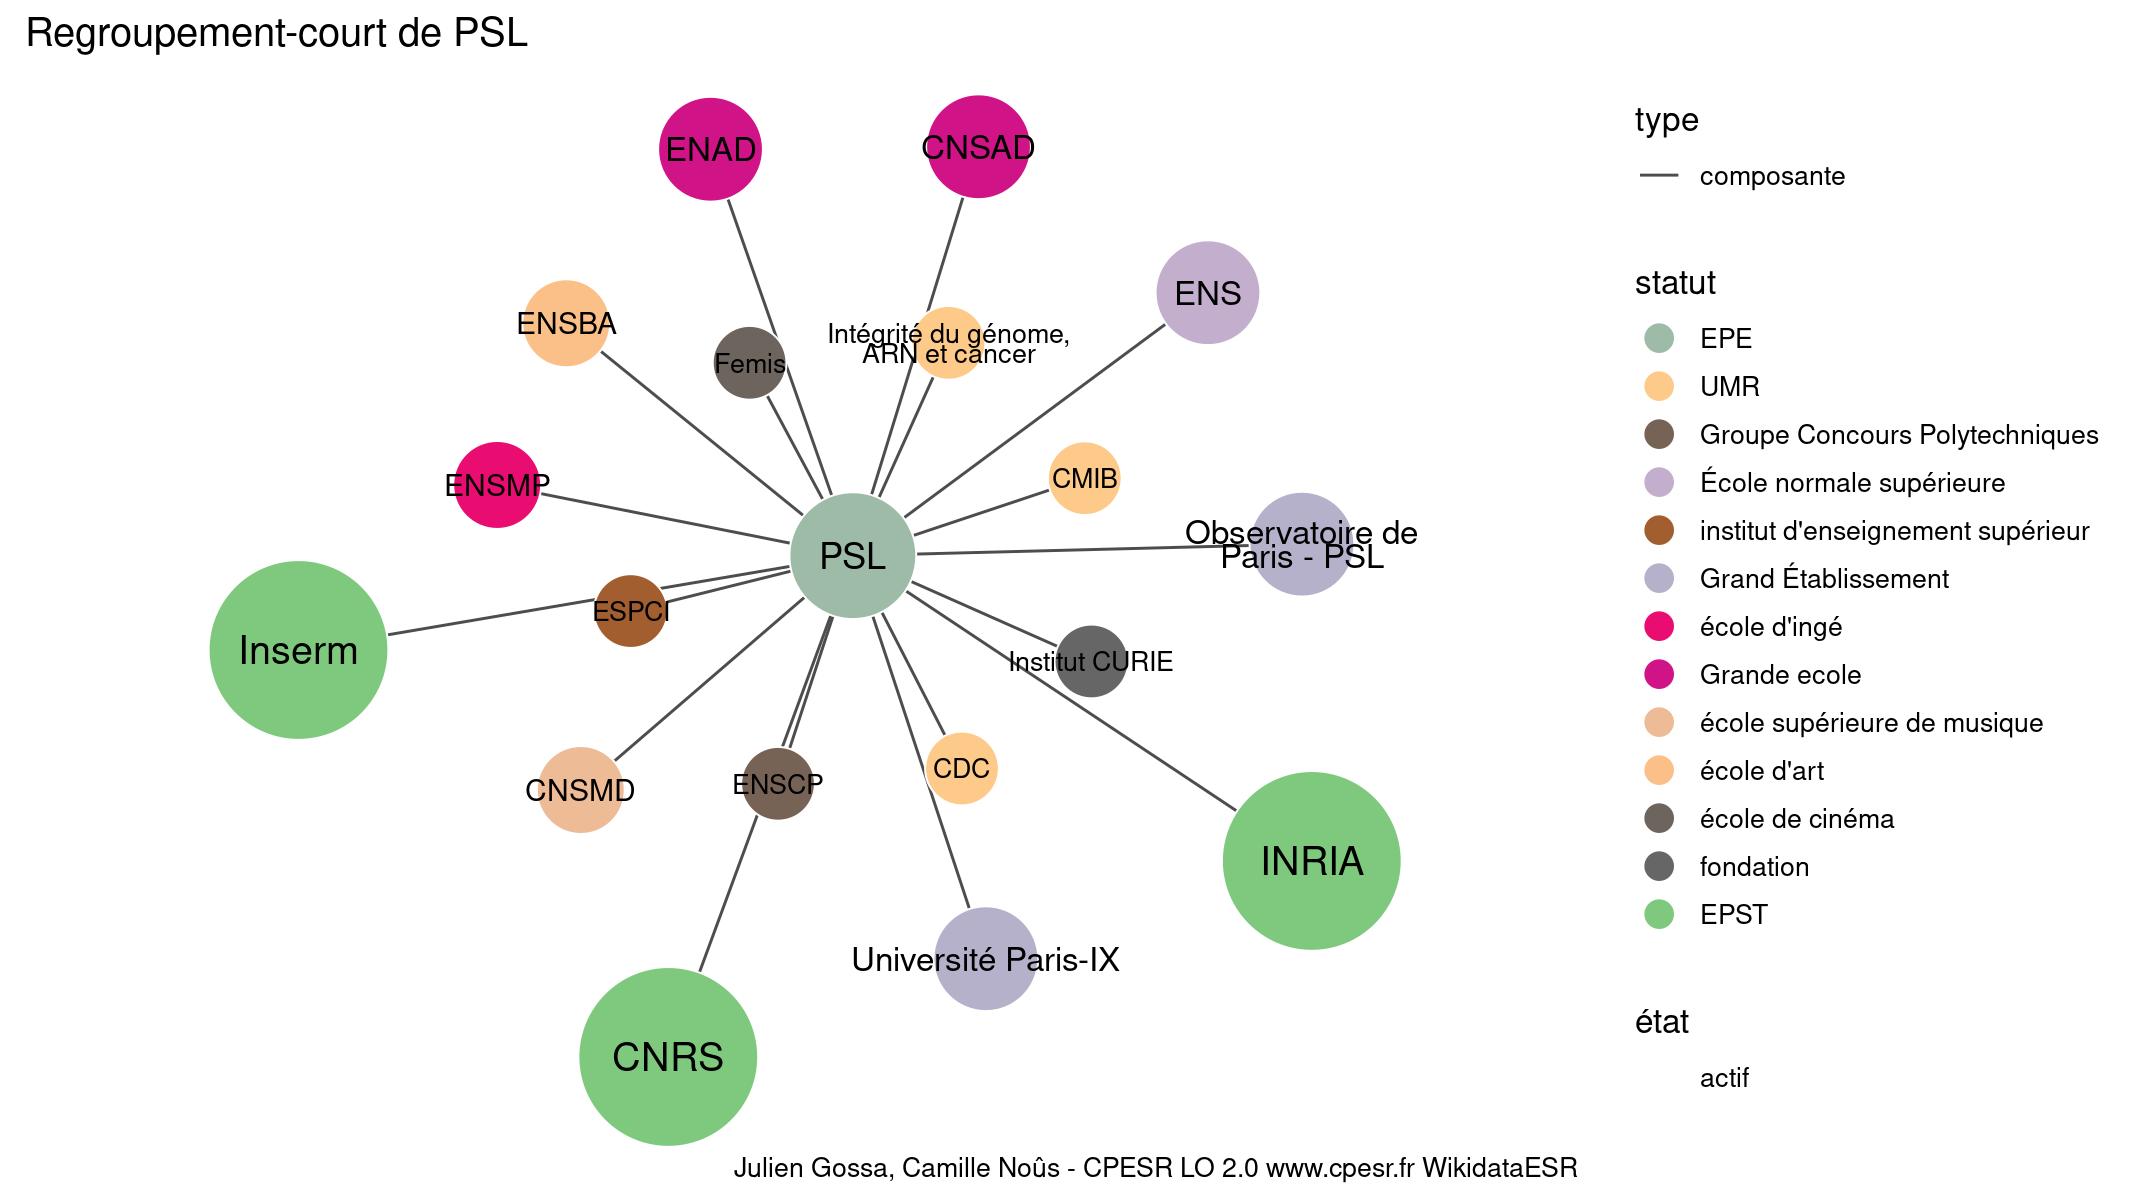 Regroupement-court de PSL
ENAD
CNSAD
ENS
ENSBA
Femis
Intégrité du génome,
ARN et cancer
ENSMP
CMIB
Observatoire de
Paris - PSL
PSL
Inserm
ESPCI
Institut CURIE
CNSMD
ENSCP
CDC
INRIA
Université Paris-IX
CNRS
type
composante
statut
EPE
UMR
Groupe Concours Polytechniques
École normale supérieure
institut d'enseignement supérieur
Grand Établissement
école d'ingé
Grande ecole
école supérieure de musique
école d'art
école de cinéma
fondation
EPST
état
actif
Julien Gossa, Camille Noûs - CPESR LO 2.0 www.cpesr.fr WikidataESR